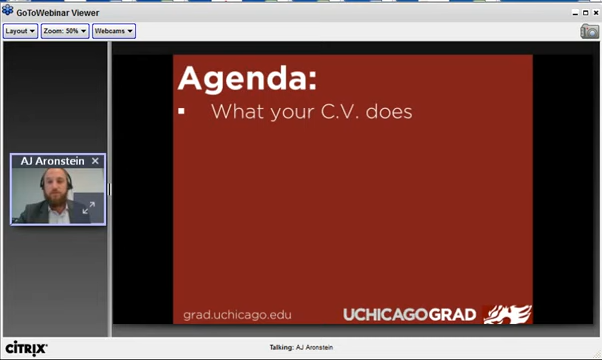 GoToWebinar Viewer
Layout
Zoom: 50%
Webcams
Agenda:
▪ What your C.V. does
AJ Aronstein
grad.uchicago.edu
UCHICAGOGRAD
CITRIX
Talking: AJ Aronstein